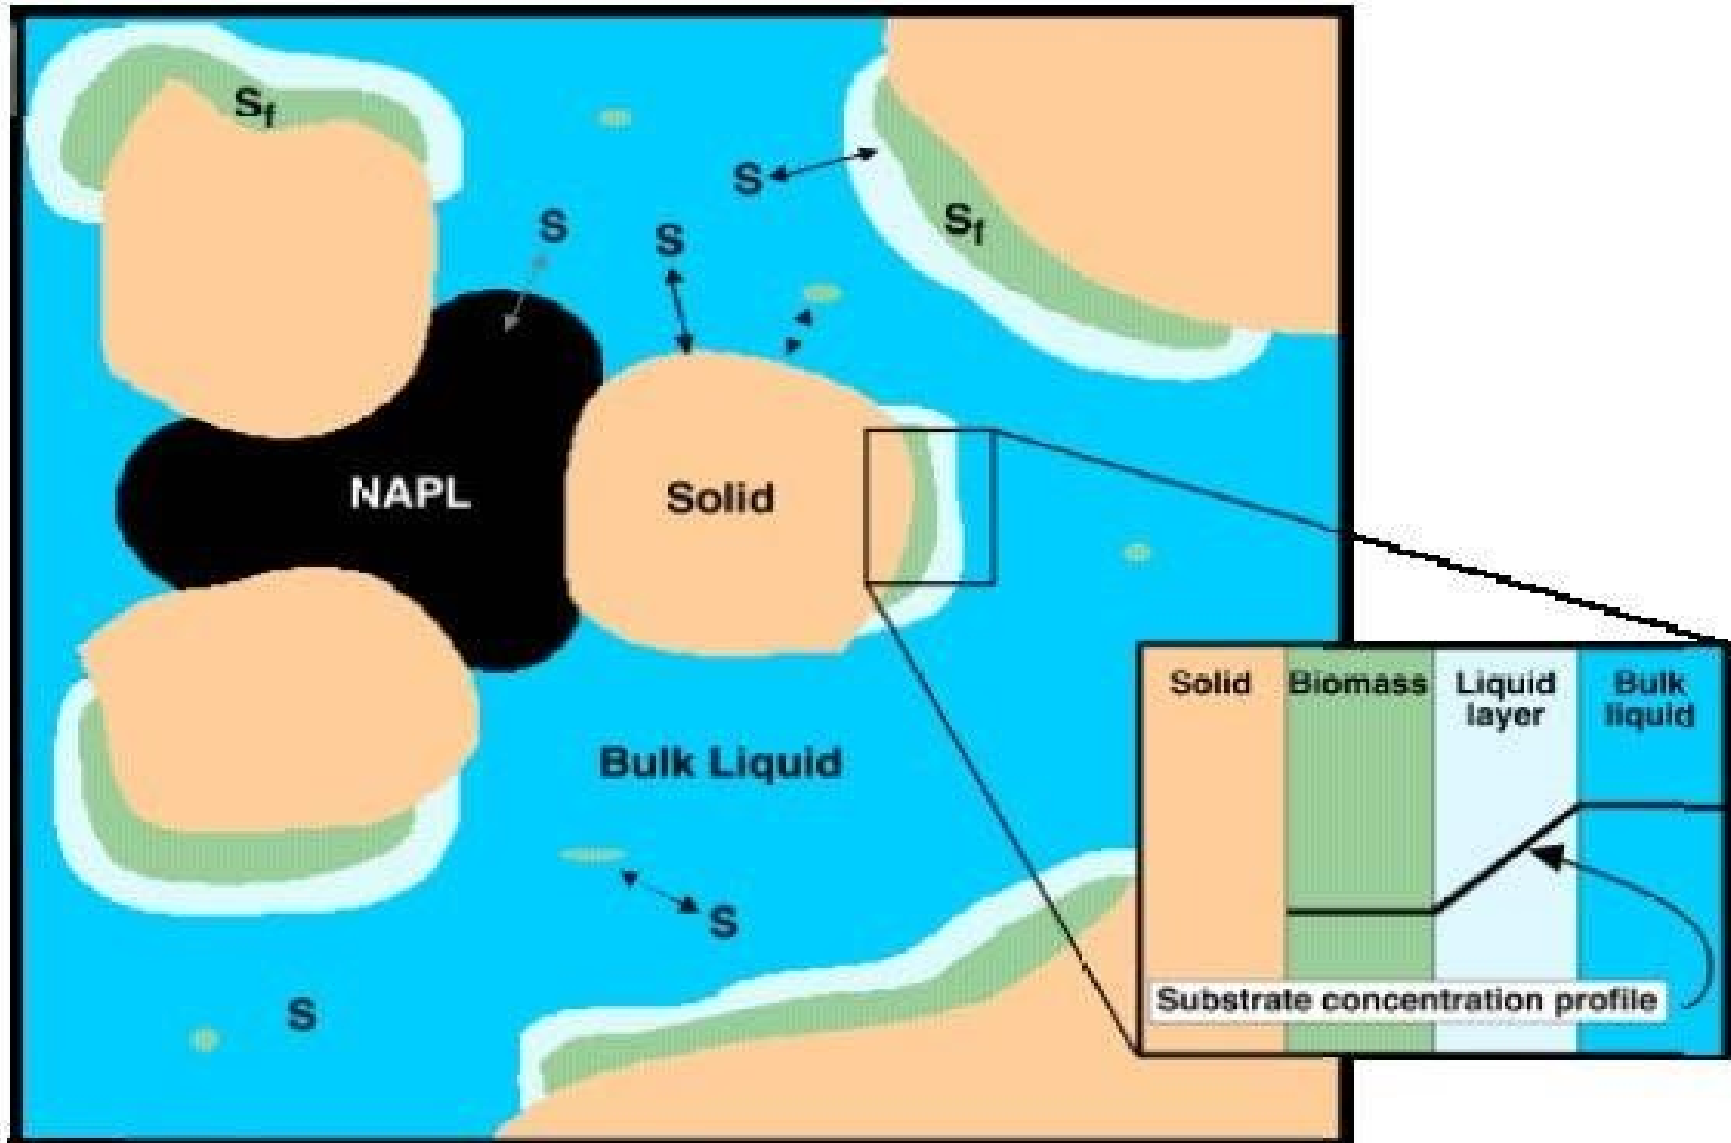 Sf
S
Sf
S
S
NAPL
Solid
Solid
Biomass
Liquid
layer
Bulk
liquid
Bulk Liquid
S
Substrate concentration profile
S